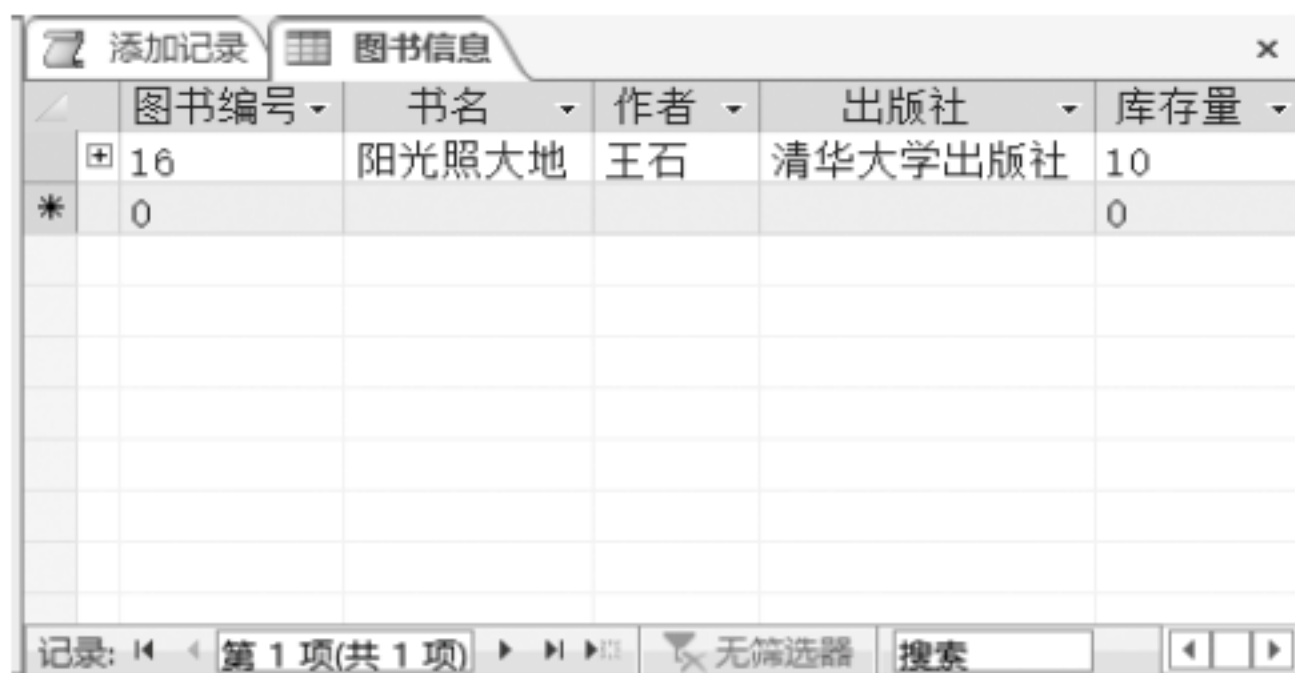 添加记录 图书信息
图书编号 书名 作者 出版社 库存量
16 阳光照大地 王石 清华大学出版社 10
0 0
记录: 第 1 项(共 1 项) 无筛选器 搜索